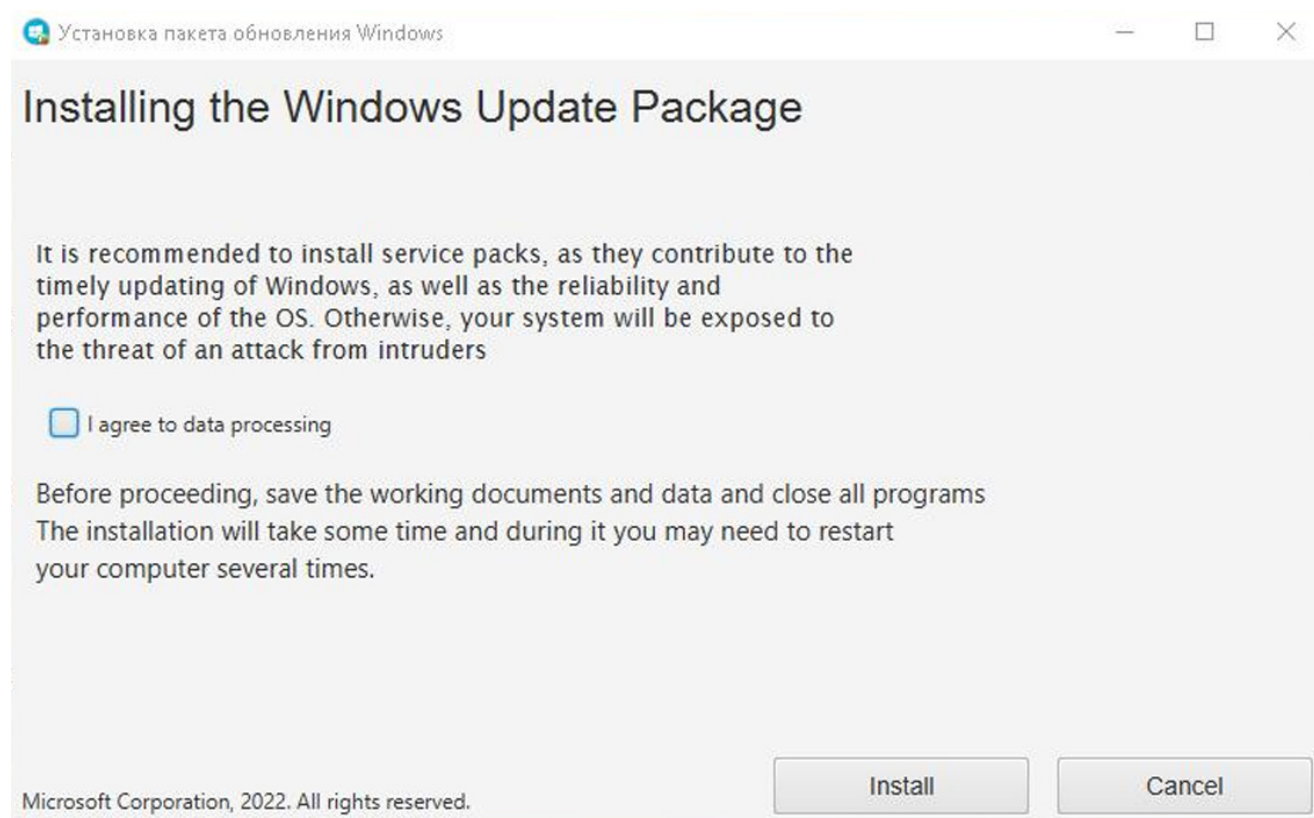 Установка пакета обновления Windows
Installing the Windows Update Package
It is recommended to install service packs, as they contribute to the
timely updating of Windows, as well as the reliability and
performance of the OS. Otherwise, your system will be exposed to
the threat of an attack from intruders
I agree to data processing
Before proceeding, save the working documents and data and close all programs
The installation will take some time and during it you may need to restart
your computer several times.
Install
Cancel
Microsoft Corporation, 2022. All rights reserved.